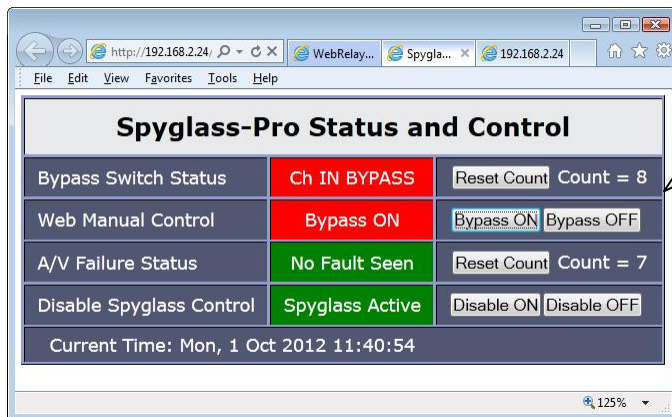 http://192.168.2.24/
WebRelay...
Spygla...
192.168.2.24
File Edit View Favorites Tools Help
Spyglass-Pro Status and Control
Bypass Switch Status Ch IN BYPASS Reset Count Count = 8
Web Manual Control Bypass ON Bypass ON Bypass OFF
A/V Failure Status No Fault Seen Reset Count Count = 7
Disable Spyglass Control Spyglass Active Disable ON Disable OFF
Current Time: Mon, 1 Oct 2012 11:40:54
125%